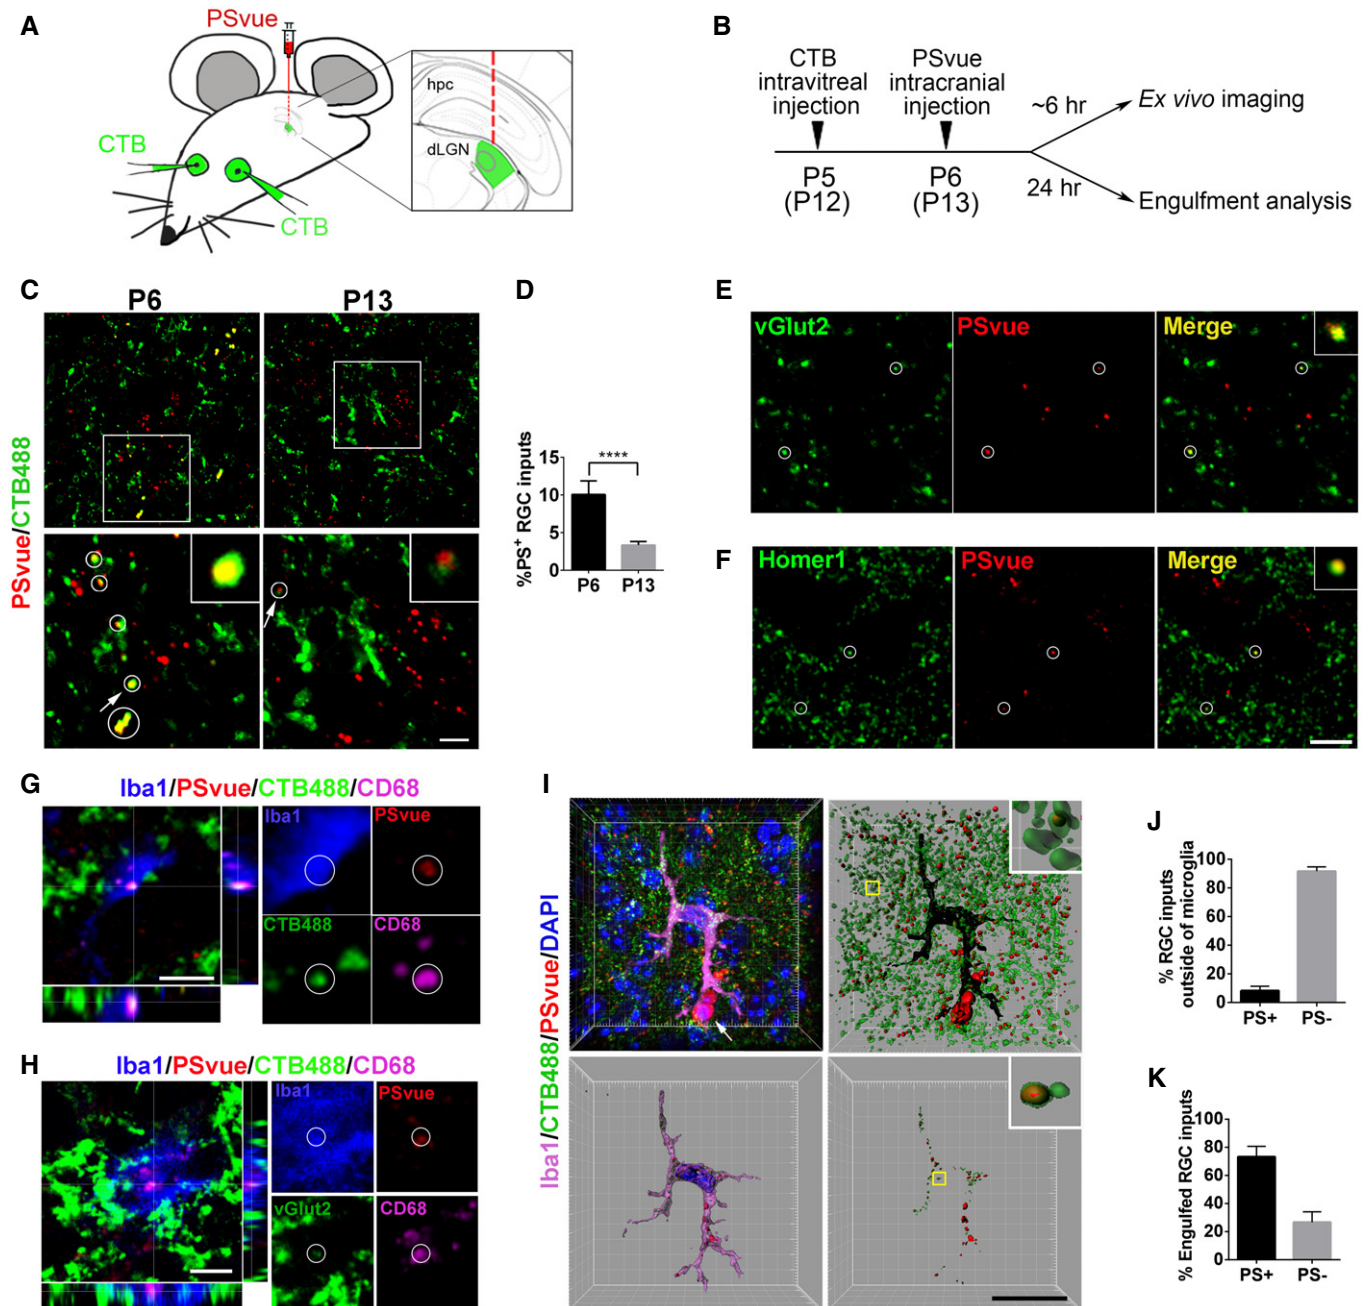 A
PSvue
CTB
CTB
hpc
dLGN
B
CTB
intravitreal
injection
PSvue
intracranial
injection
~6 hr
Ex vivo imaging
P5
(P12)
P6
(P13)
24 hr
Engulfment analysis
C
P6
P13
PSvue/CTB488
D
%PS+ RGC inputs
15
10
5
0
****
P6
P13
E
vGlut2
PSvue
Merge
F
Homer1
PSvue
Merge
G
Iba1/PSvue/CTB488/CD68
Iba1
PSvue
CTB488
CD68
H
Iba1/PSvue/CTB488/CD68
Iba1
PSvue
vGlut2
CD68
I
Iba1/CTB488/PSvue/DAPI
J
% RGC inputs
outside of microglia
100
80
60
40
20
0
PS+
PS-
K
% Engulfed RGC inputs
100
80
60
40
20
0
PS+
PS-